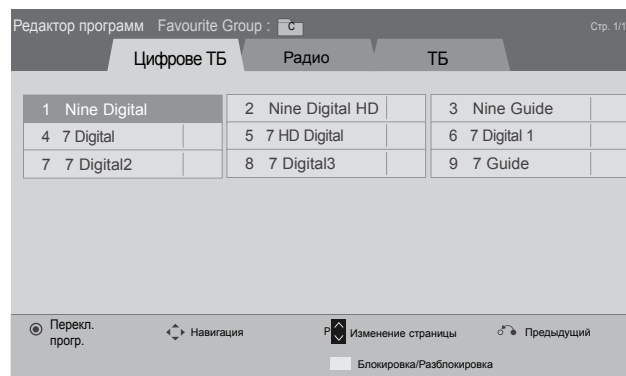 Редактор программ Favourite Group : C Стр. 1/1
Цифрове ТБ Радио ТБ
1 Nine Digital 2 Nine Digital HD 3 Nine Guide
4 7 Digital 5 7 HD Digital 6 7 Digital 1
7 7 Digital2 8 7 Digital3 9 7 Guide
Перекл. прогр. Навигация P Изменение страницы Предыдущий
Блокировка/Разблокировка